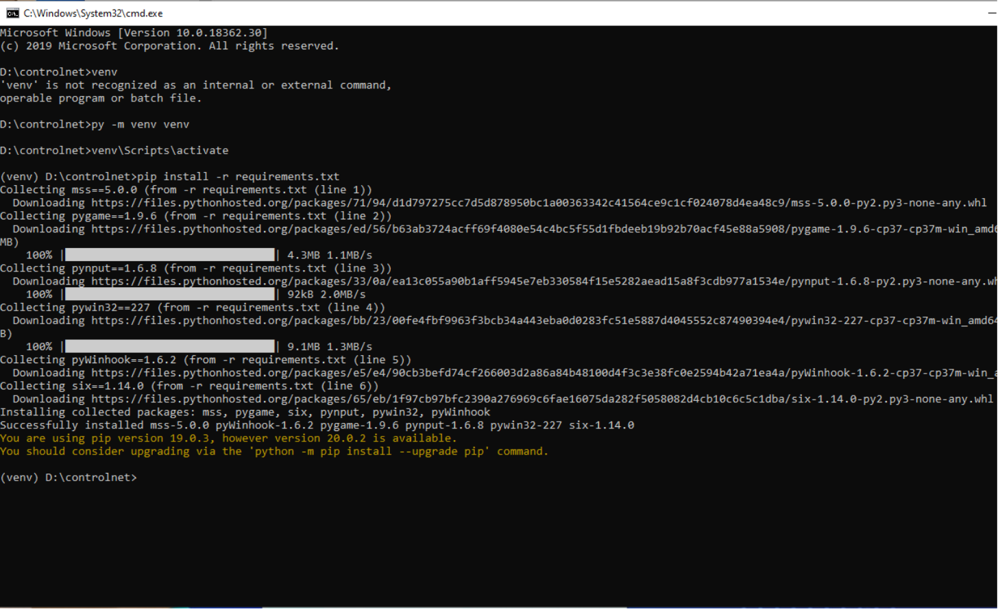 C:\Windows\System32\cmd.exe
Microsoft Windows [Version 10.0.18362.30]
(c) 2019 Microsoft Corporation. All rights reserved.
D:\controlnet>venv
'venv' is not recognized as an internal or external command,
operable program or batch file.
D:\controlnet>py -m venv venv
D:\controlnet>venv\Scripts\activate
(venv) D:\controlnet>pip install -r requirements.txt
Collecting mss==5.0.0 (from -r requirements.txt (line 1))
Downloading https://files.pythonhosted.org/packages/71/94/d1d797275cc7d5d878950bc1a00363342c41564ce9c1cf024078d4ea48c9/mss-5.0.0-py2.py3-none-any.whl
Collecting pygame==1.9.6 (from -r requirements.txt (line 2))
Downloading https://files.pythonhosted.org/packages/ed/56/b63ab3724acff69f4080e54c4bc5f55d1fbdeeb19b92b70acf45e88a5908/pygame-1.9.6-cp37-cp37m-win_amd6
MB)
100% | | 4.3MB 1.1MB/s
Collecting pynput==1.6.8 (from -r requirements.txt (line 3))
Downloading https://files.pythonhosted.org/packages/33/0a/ea13c055a90b1aff5945e7eb330584f15e5282aead15a8f3cdb977a1534e/pynput-1.6.8-py2.py3-none-any.wh
100% | | 92kB 2.0MB/s
Collecting pywin32==227 (from -r requirements.txt (line 4))
Downloading https://files.pythonhosted.org/packages/bb/23/00fe4fbf9963f3bcb34a443eba0d0283fc51e5887d4045552c87490394e4/pywin32-227-cp37-cp37m-win_amd64
B)
100% | | 9.1MB 1.3MB/s
Collecting pyWinhook==1.6.2 (from -r requirements.txt (line 5))
Downloading https://files.pythonhosted.org/packages/e5/e4/90cb3befd74cf266003d2a86a84b48100d4f3c3e38fc0e2594b42a71ea4a/pyWinhook-1.6.2-cp37-cp37m-win_a
Collecting six==1.14.0 (from -r requirements.txt (line 6))
Downloading https://files.pythonhosted.org/packages/65/eb/1f97cb97bfc2390a276969c6fae16075da282f5058082d4cb10c6c5c1dba/six-1.14.0-py2.py3-none-any.whl
Installing collected packages: mss, pygame, six, pynput, pywin32, pyWinhook
Successfully installed mss-5.0.0 pyWinhook-1.6.2 pygame-1.9.6 pynput-1.6.8 pywin32-227 six-1.14.0
You are using pip version 19.0.3, however version 20.0.2 is available.
You should consider upgrading via the 'python -m pip install --upgrade pip' command.
(venv) D:\controlnet>